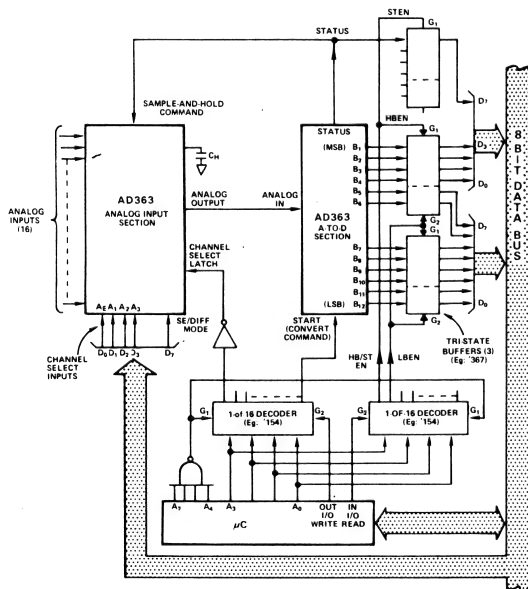 STEN
G1
STATUS
D7
SAMPLE-AND-HOLD
COMMAND
HBEN
G1
D3
STATUS
AD363
ANALOG INPUT
SECTION
CH
(MSB) B1
B2
B3
B4
B5
B6
D0
ANALOG
OUTPUT
ANALOG
IN
AD363
A-TO-D
SECTION
G2
G1
D7
ANALOG
INPUTS
(16)
CHANNEL
SELECT
LATCH
B7
B8
B9
B10
B11
(LSB) B12
D0
G2
8 BIT DATA BUS
AE A1 A2 A3
SE/DIFF
MODE
START
(CONVERT
COMMAND)
HB/ST
EN
LBEN
TRI-STATE
BUFFERS (3)
(Eg: '367)
D0 D1 D2 D3
D7
CHANNEL
SELECT
INPUTS
G1
1-of 16 DECODER
(Eg: '154)
G2
G2
1-OF-16 DECODER
(Eg: '154)
G1
A7
A4
A3
A0
OUT
I/O
WRITE
IN
I/O
READ
μC